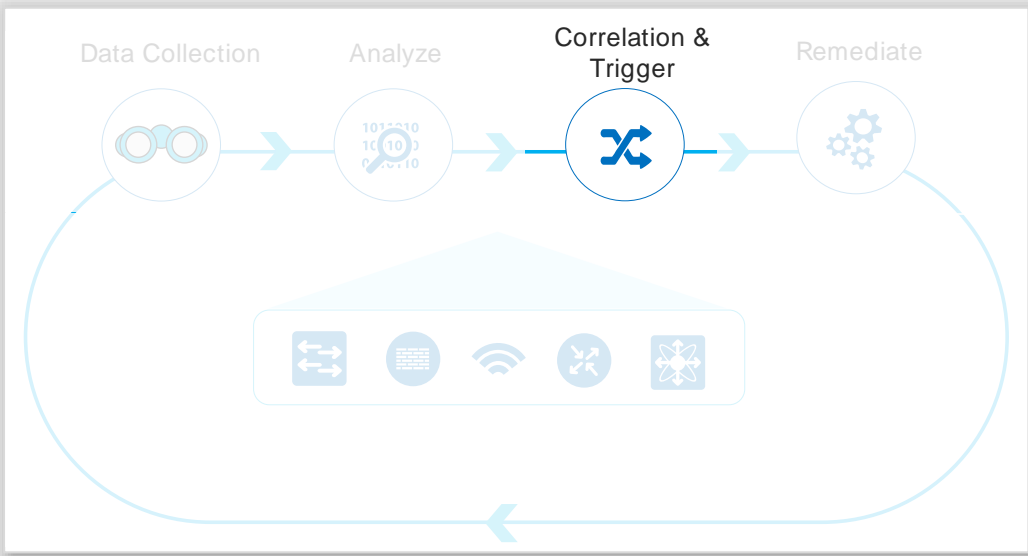 Data Collection
Analyze
Correlation &
Trigger
Remediate